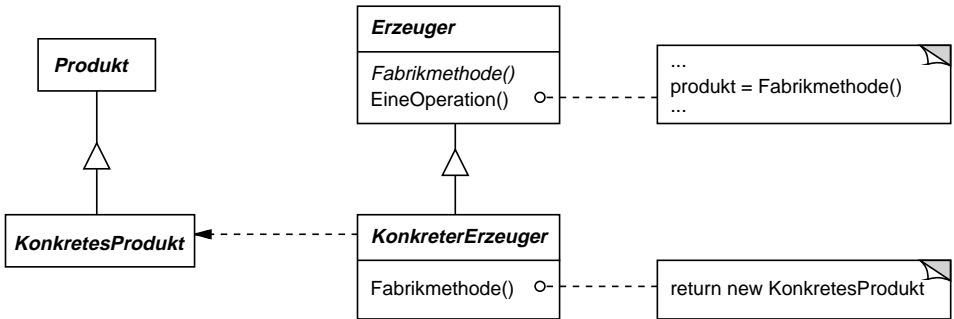 Erzeuger
Produkt
Fabrikmethode()
EineOperation()
...
produkt = Fabrikmethode()
...
KonkretesProdukt
KonkreterErzeuger
Fabrikmethode()
return new KonkretesProdukt